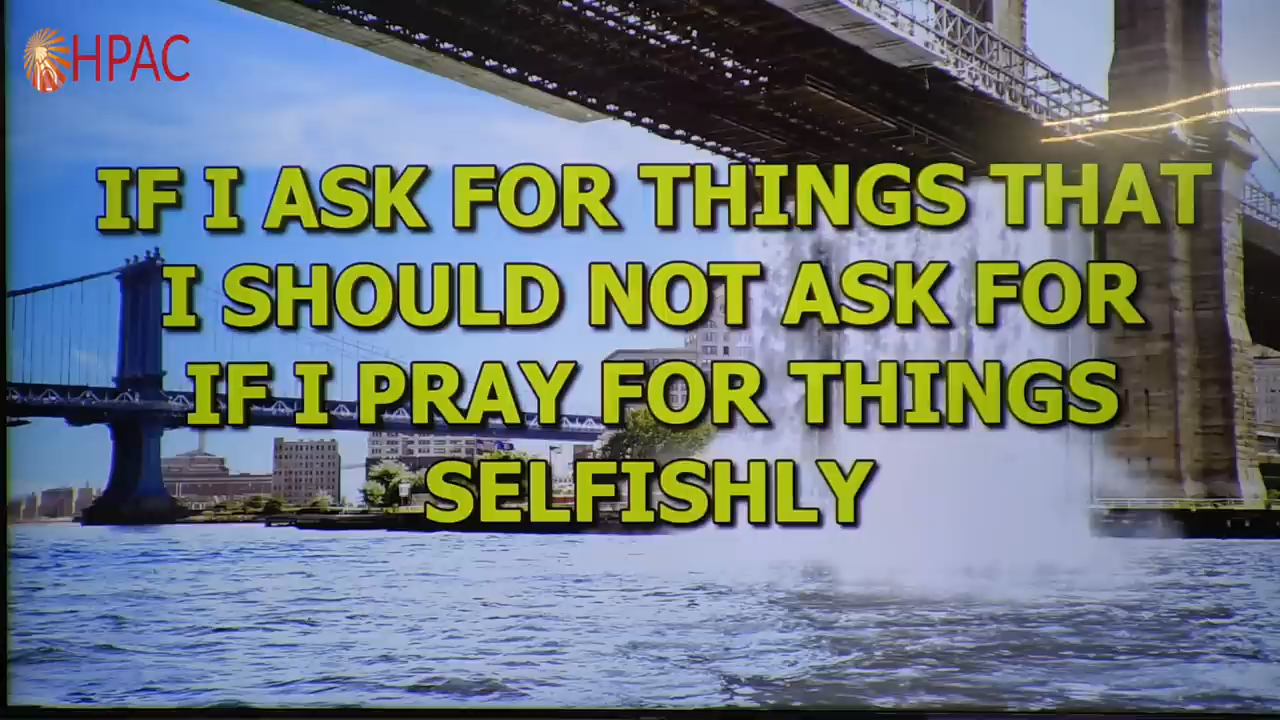 HPAC
IF I ASK FOR THINGS THAT
I SHOULD NOT ASK FOR
IF I PRAY FOR THINGS
SELFISHLY